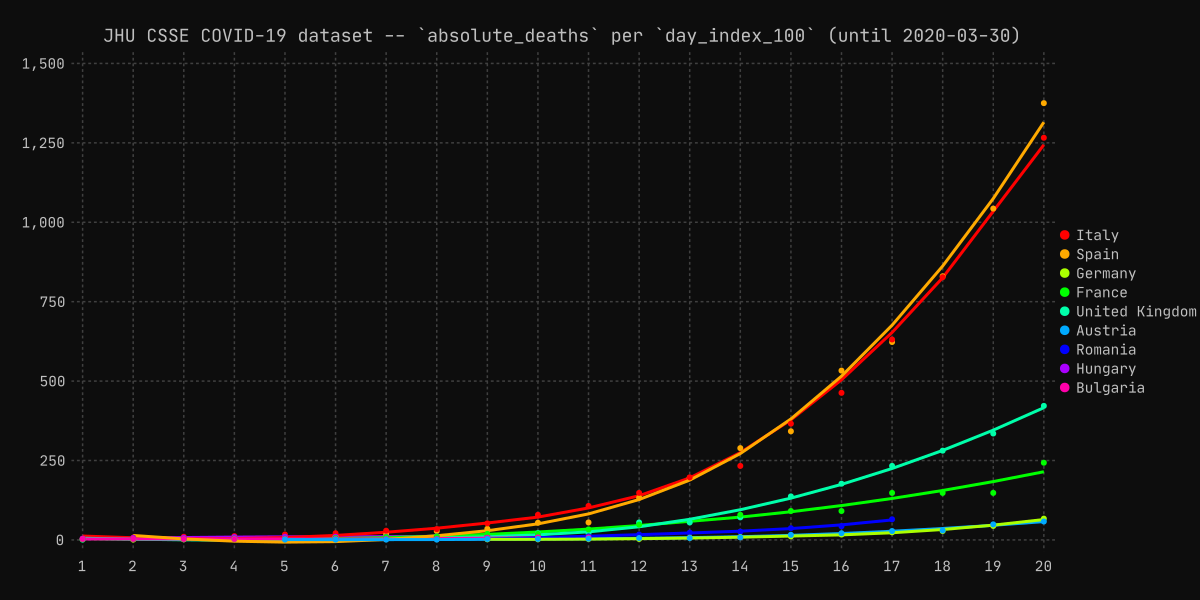 JHU CSSE COVID-19 dataset -- `absolute_deaths` per `day_index_100` (until 2020-03-30)
1,500
1,250
1,000
750
500
250
0
1 2 3 4 5 6 7 8 9 10 11 12 13 14 15 16 17 18 19 20
Italy
Spain
Germany
France
United Kingdom
Austria
Romania
Hungary
Bulgaria